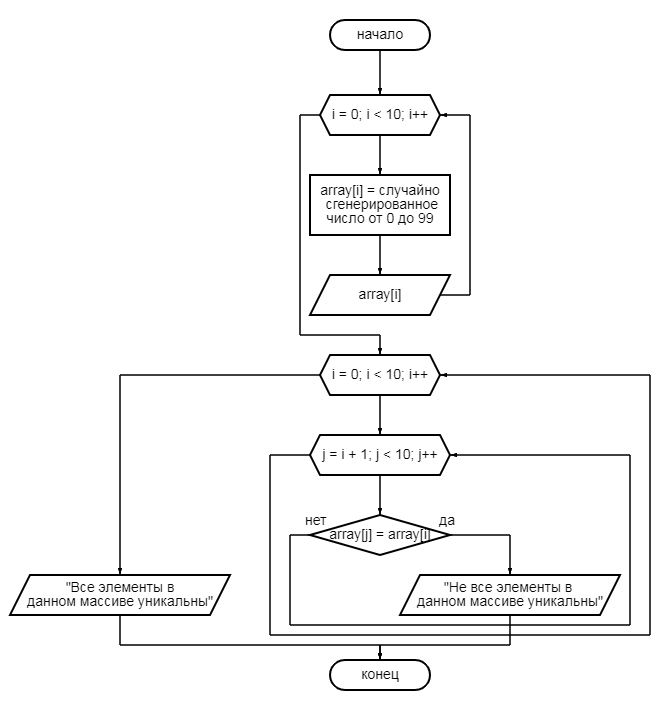 начало
i = 0; i < 10; i++
array[i] = случайно
сгенерированное
число от 0 до 99
array[i]
i = 0; i < 10; i++
j = i + 1; j < 10; j++
нет
да
array[j] = array[i]
"Все элементы в
данном массиве уникальны"
"Не все элементы в
данном массиве уникальны"
конец